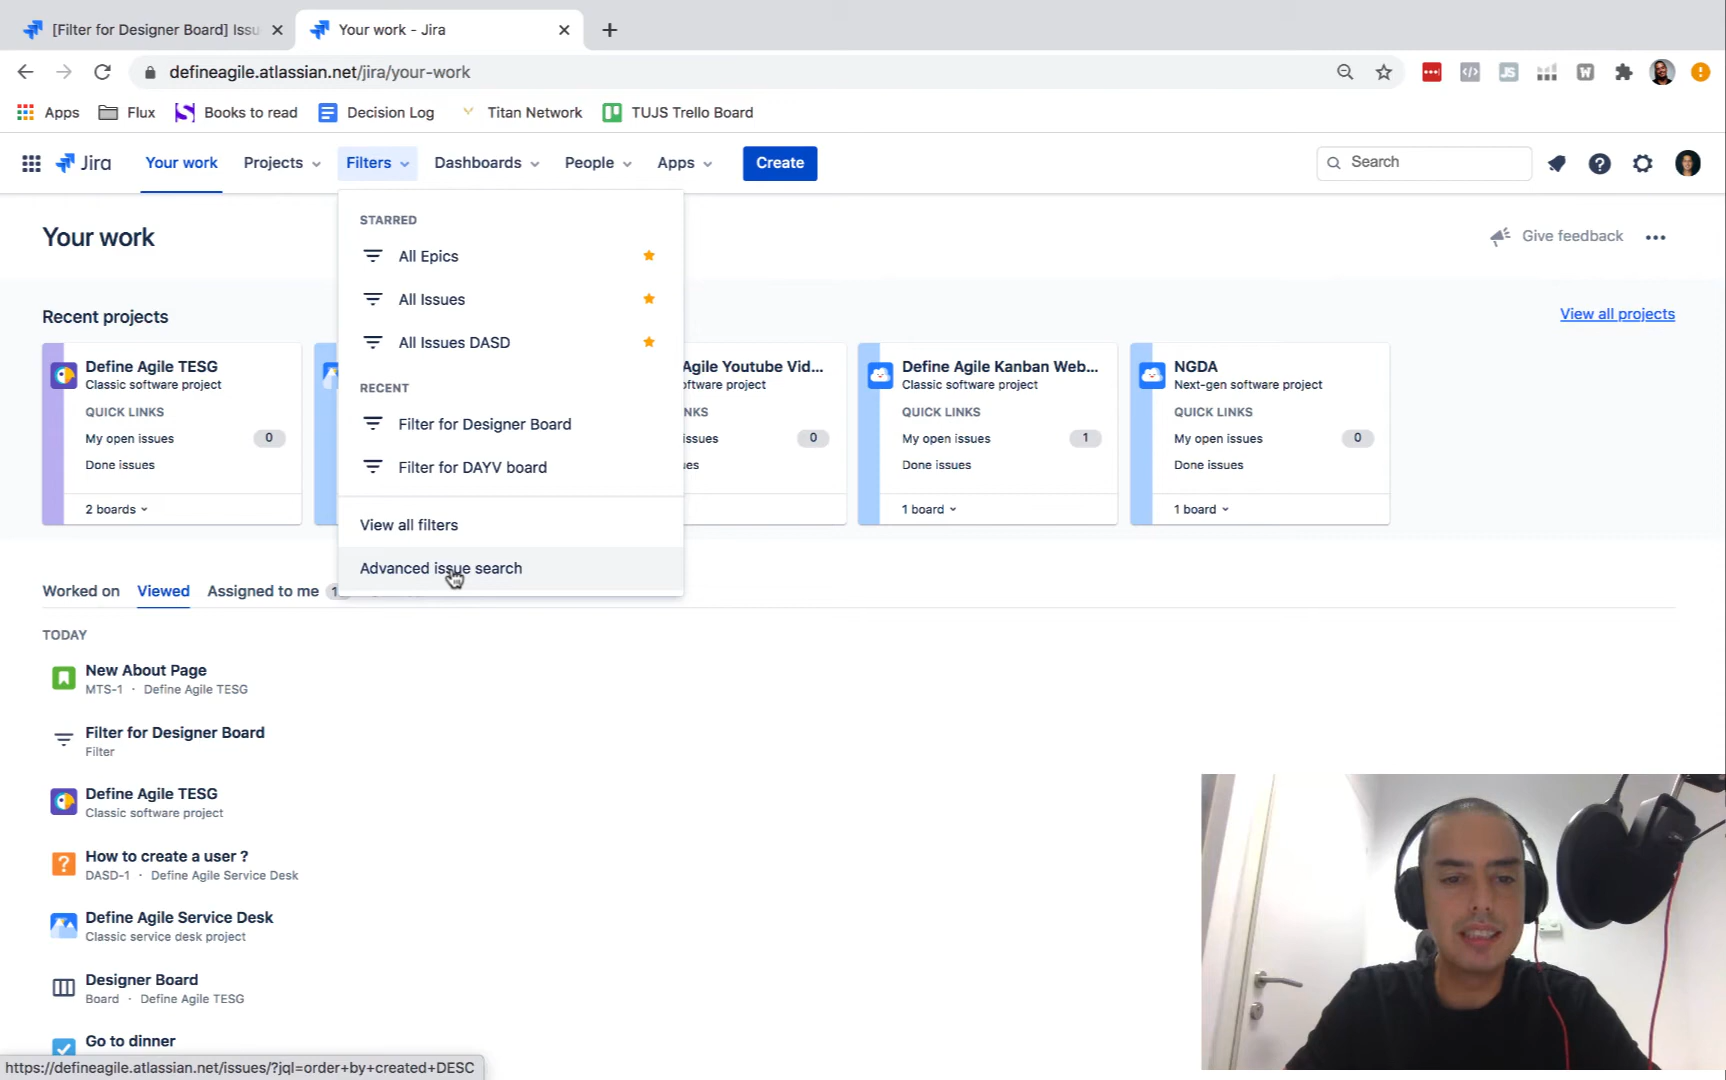 [Filter for Designer Board] Issu
Your work - Jira
defineagile.atlassian.net/jira/your-work
Apps
Flux
Books to read
Decision Log
Titan Network
TUJS Trello Board
Jira
Your work
Projects
Filters
Dashboards
People
Apps
Create
Search
Your work
Give feedback
STARRED
All Epics
All Issues
All Issues DASD
RECENT
Filter for Designer Board
Filter for DAYV board
View all filters
Advanced issue search
Recent projects
View all projects
Define Agile TESG
Classic software project
QUICK LINKS
My open issues 0
Done issues
2 boards
Agile Youtube Vid...
ftware project
NKS
issues 0
es
Define Agile Kanban Web...
Classic software project
QUICK LINKS
My open issues 1
Done issues
1 board
NGDA
Next-gen software project
QUICK LINKS
My open issues 0
Done issues
1 board
Worked on
Viewed
Assigned to me 1
TODAY
New About Page
MTS-1 · Define Agile TESG
Filter for Designer Board
Filter
Define Agile TESG
Classic software project
How to create a user ?
DASD-1 · Define Agile Service Desk
Define Agile Service Desk
Classic service desk project
Designer Board
Board · Define Agile TESG
Go to dinner
https://defineagile.atlassian.net/issues/?jql=order+by+created+DESC